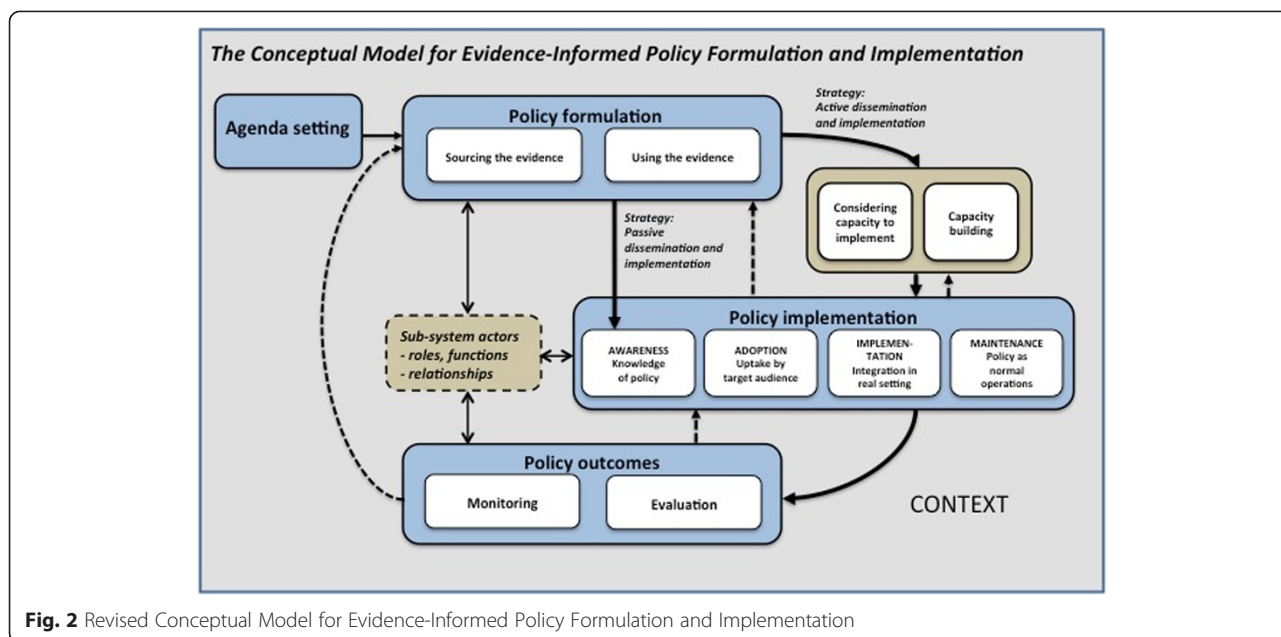 The Conceptual Model for Evidence-Informed Policy Formulation and Implementation
Agenda setting
Policy formulation
Sourcing the evidence
Using the evidence
Strategy:
Active dissemination
and implementation
Considering
capacity to
implement
Capacity
building
Strategy:
Passive
dissemination and
implementation
Sub-system actors
- roles, functions
- relationships
Policy implementation
AWARENESS
Knowledge
of policy
ADOPTION
Uptake by
target audience
IMPLEMEN-
TATION
Integration in
real setting
MAINTENANCE
Policy as
normal
operations
Policy outcomes
Monitoring
Evaluation
CONTEXT
Fig. 2 Revised Conceptual Model for Evidence-Informed Policy Formulation and Implementation